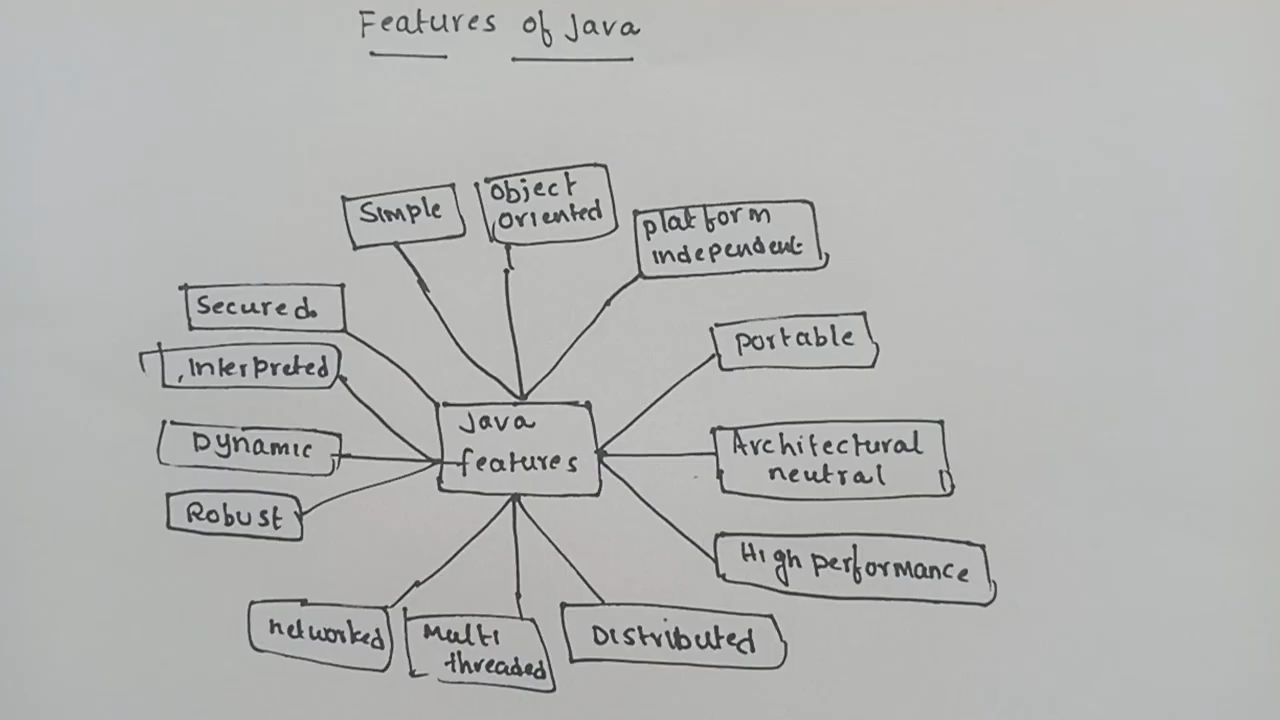 Features of Java
Simple
Object
oriented
platform
independent
Secured.
Interpreted
Dynamic
Robust
Java
features
Portable
Architectural
neutral
High performance
networked
Multi
threaded
Distributed